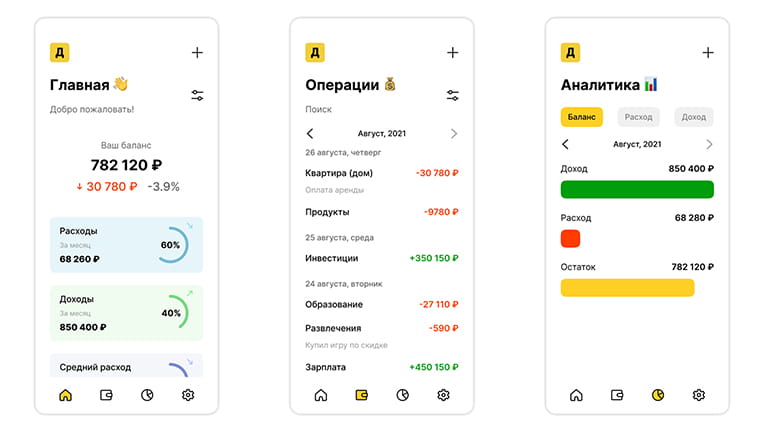 Д
Главная
Добро пожаловать!
Ваш баланс
782 120 ₽
30 780 ₽ -3.9%
Расходы
За месяц
68 260 ₽
60%
Доходы
За месяц
850 400 ₽
40%
Средний расход
Д
Операции
Поиск
Август, 2021
26 августа, четверг
Квартира (дом) -30 780 ₽
Оплата аренды
Продукты -9780 ₽
25 августа, среда
Инвестиции +350 150 ₽
24 августа, вторник
Образование -27 110 ₽
Развлечения -590 ₽
Купил игру по скидке
Зарплата +450 150 ₽
Д
Аналитика
Баланс Расход Доход
Август, 2021
Доход 850 400 ₽
Расход 68 280 ₽
Остаток 782 120 ₽